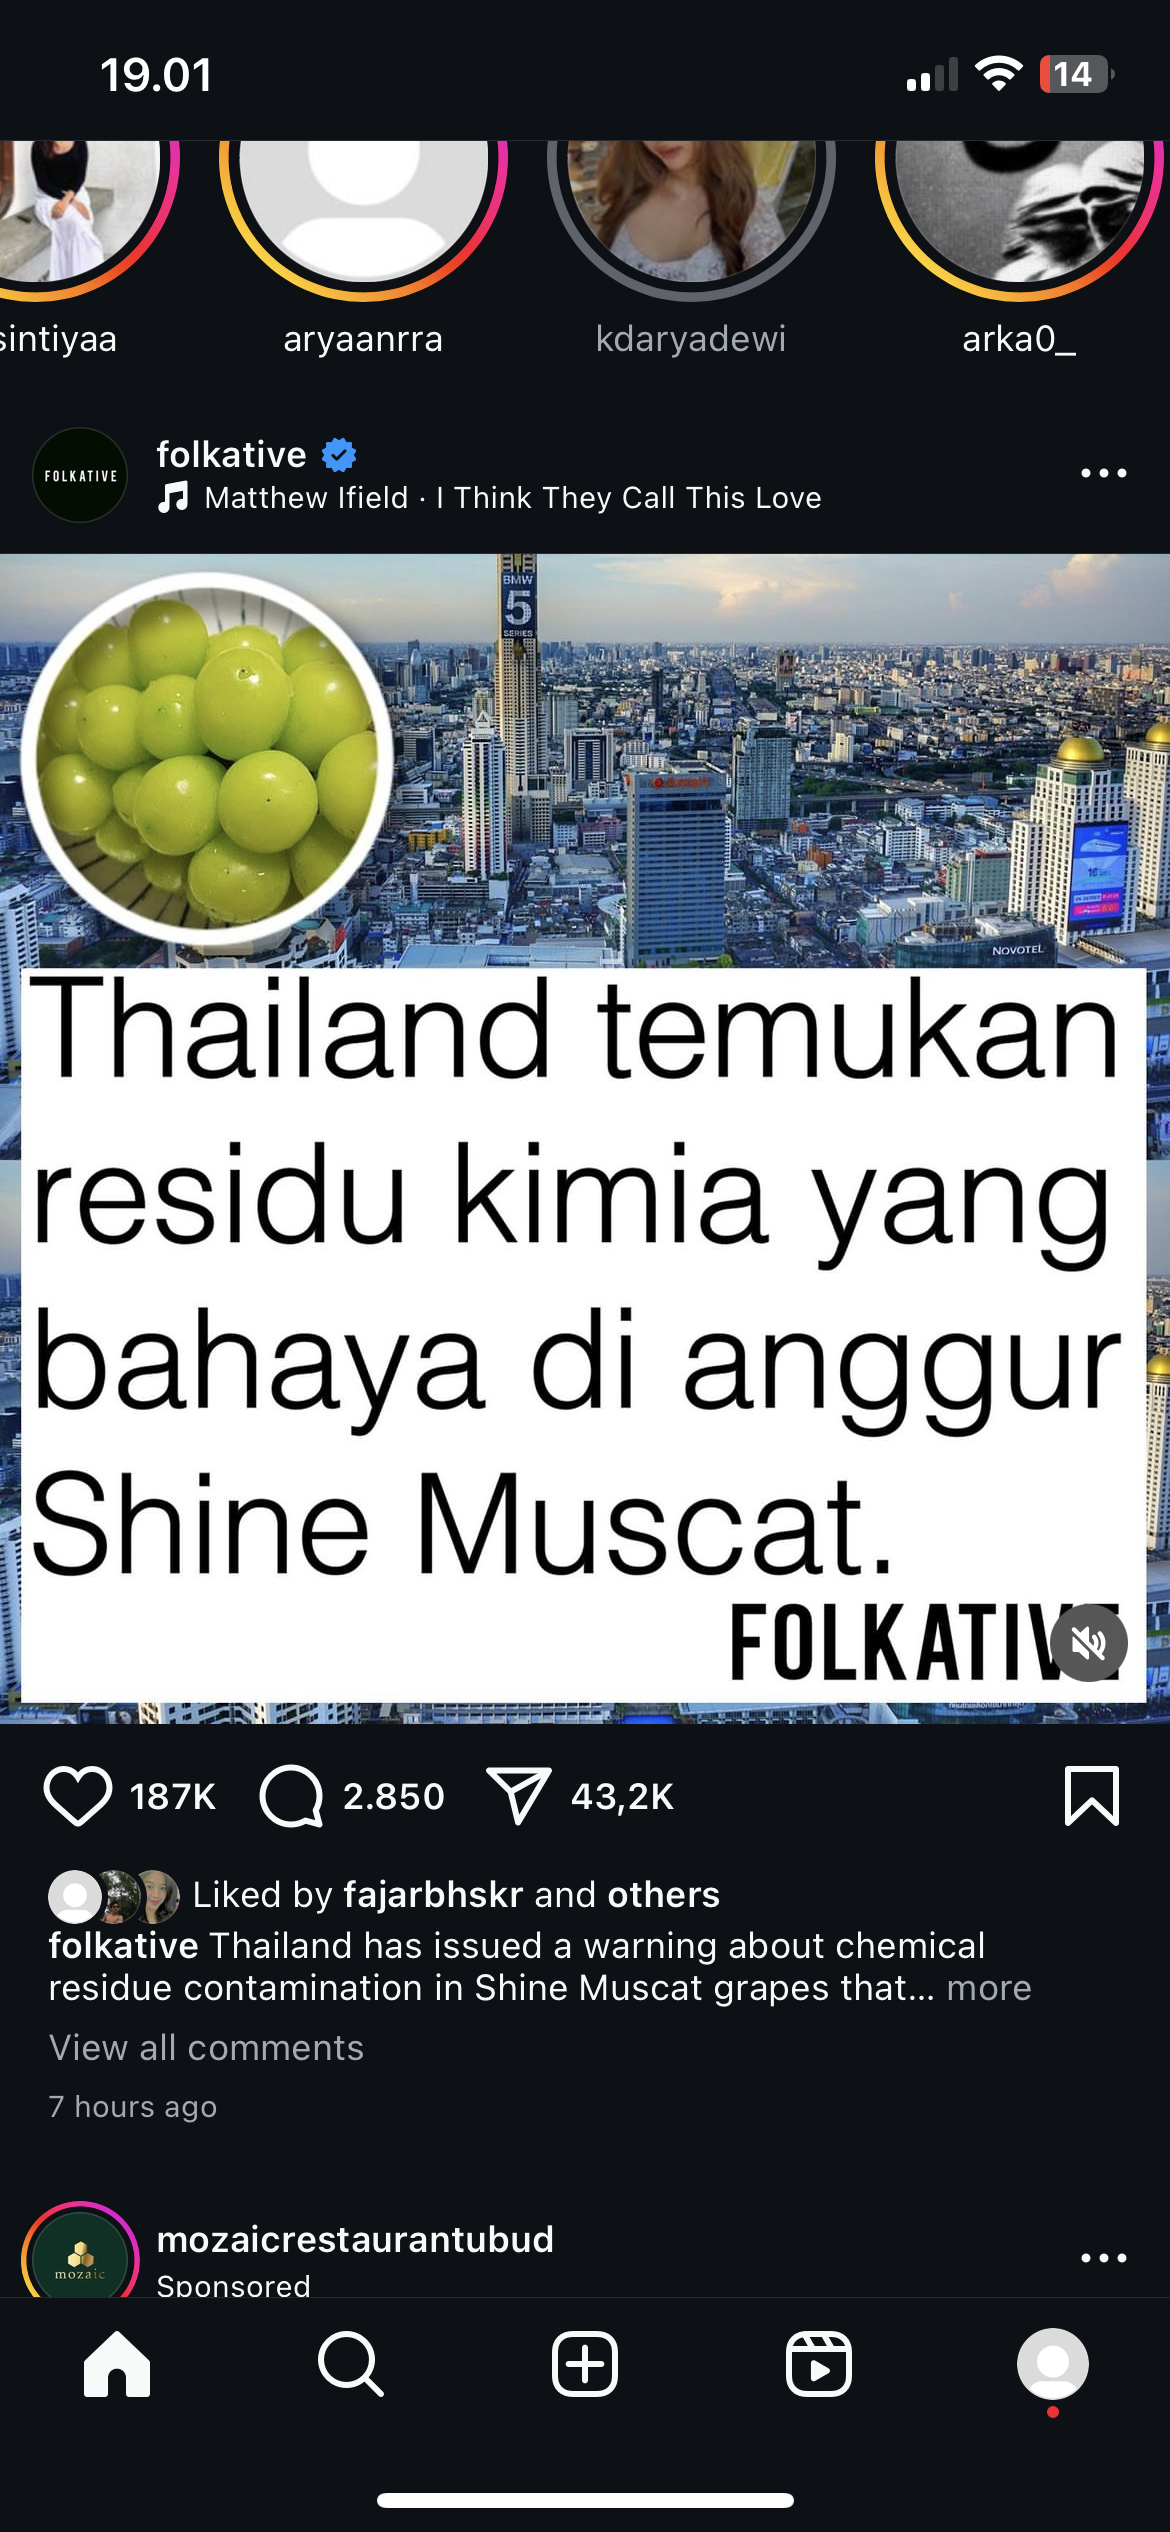 19.01
14
sintiyaa
aryaanrra
kdaryadewi
arka0_
FOLKATIVE
folkative
Matthew Ifield · I Think They Call This Love
BMW
5
SERIES
NOVOTEL
Thailand temukan
residu kimia yang
bahaya di anggur
Shine Muscat.
FOLKATIVE
187K
2.850
43,2K
Liked by fajarbhskr and others
folkative Thailand has issued a warning about chemical
residue contamination in Shine Muscat grapes that... more
View all comments
7 hours ago
mozaic
mozaicrestaurantubud
Sponsored